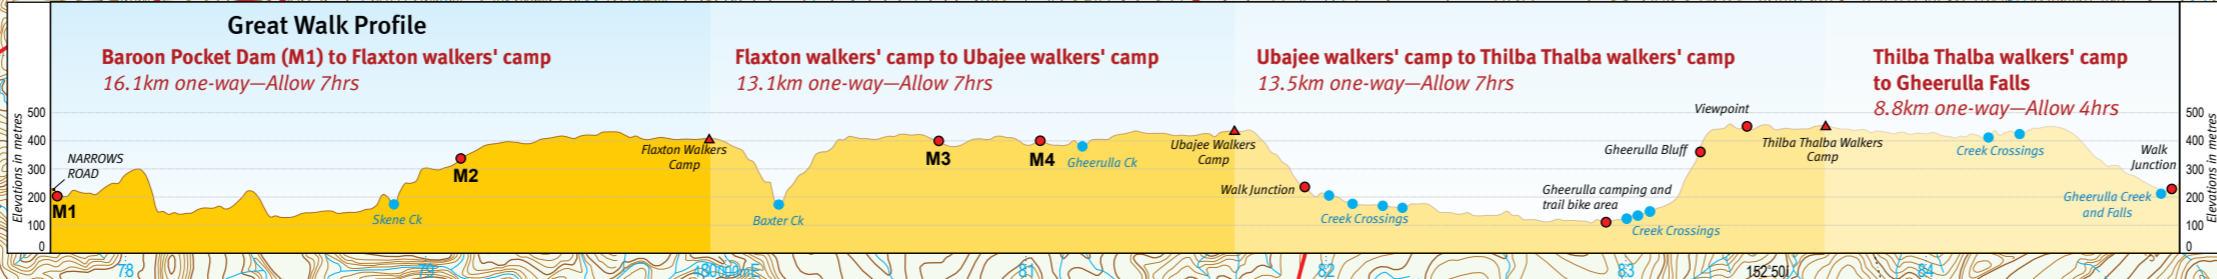 Great Walk Profile
Baroon Pocket Dam (M1) to Flaxton walkers' camp
16.1km one-way—Allow 7hrs
Flaxton walkers' camp to Ubajee walkers' camp
13.1km one-way—Allow 7hrs
Ubajee walkers' camp to Thilba Thalba walkers' camp
13.5km one-way—Allow 7hrs
Thilba Thalba walkers' camp
to Gheerulla Falls
8.8km one-way—Allow 4hrs
Elevations in metres
500
400
300
200
100
0
NARROWS
ROAD
M1
Skene Ck
M2
Flaxton Walkers
Camp
Baxter Ck
M3
M4
Gheerulla Ck
Ubajee Walkers
Camp
Walk Junction
Creek Crossings
Gheerulla camping and
trail bike area
Creek Crossings
Gheerulla Bluff
Viewpoint
Thilba Thalba Walkers
Camp
Creek Crossings
Walk
Junction
Gheerulla Creek
and Falls
500
400
300
200
100
0
Elevations in metres
78
79
480000mE
81
82
83
152°50'
84